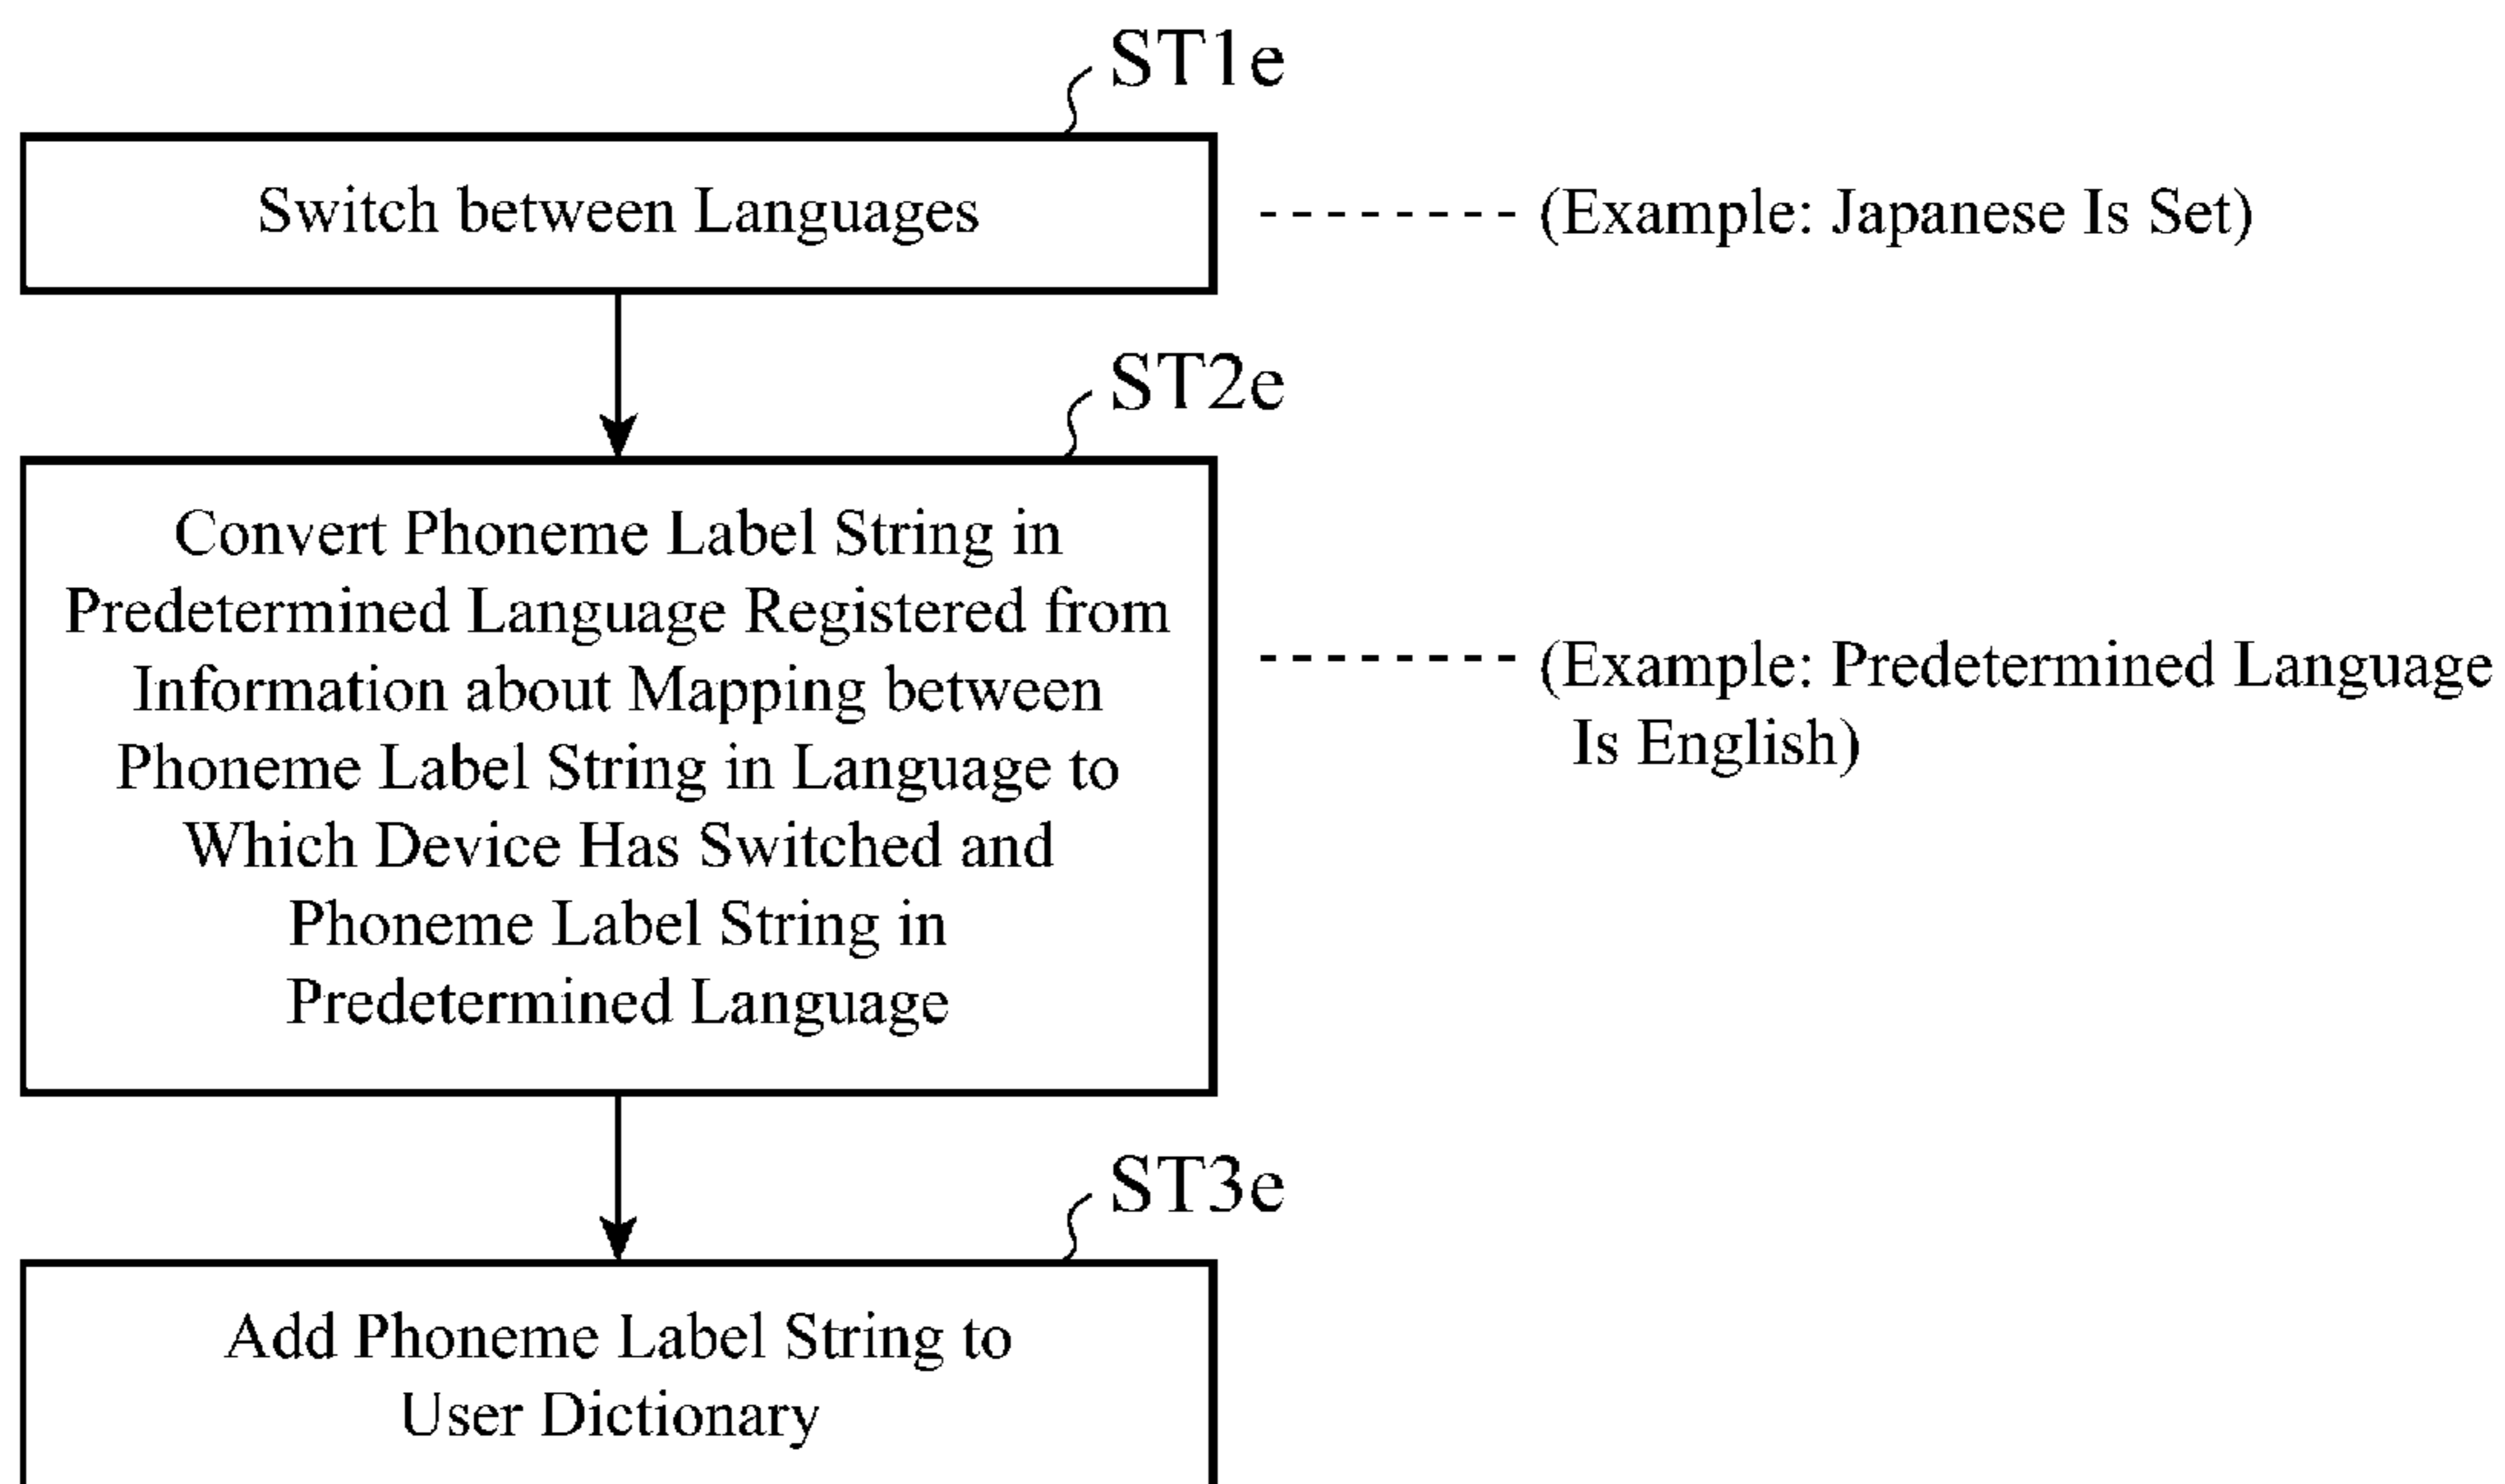 ST1e
Switch between Languages
(Example: Japanese Is Set)
ST2e
Convert Phoneme Label String in
Predetermined Language Registered from
Information about Mapping between
Phoneme Label String in Language to
Which Device Has Switched and
Phoneme Label String in
Predetermined Language
(Example: Predetermined Language
Is English)
ST3e
Add Phoneme Label String to
User Dictionary